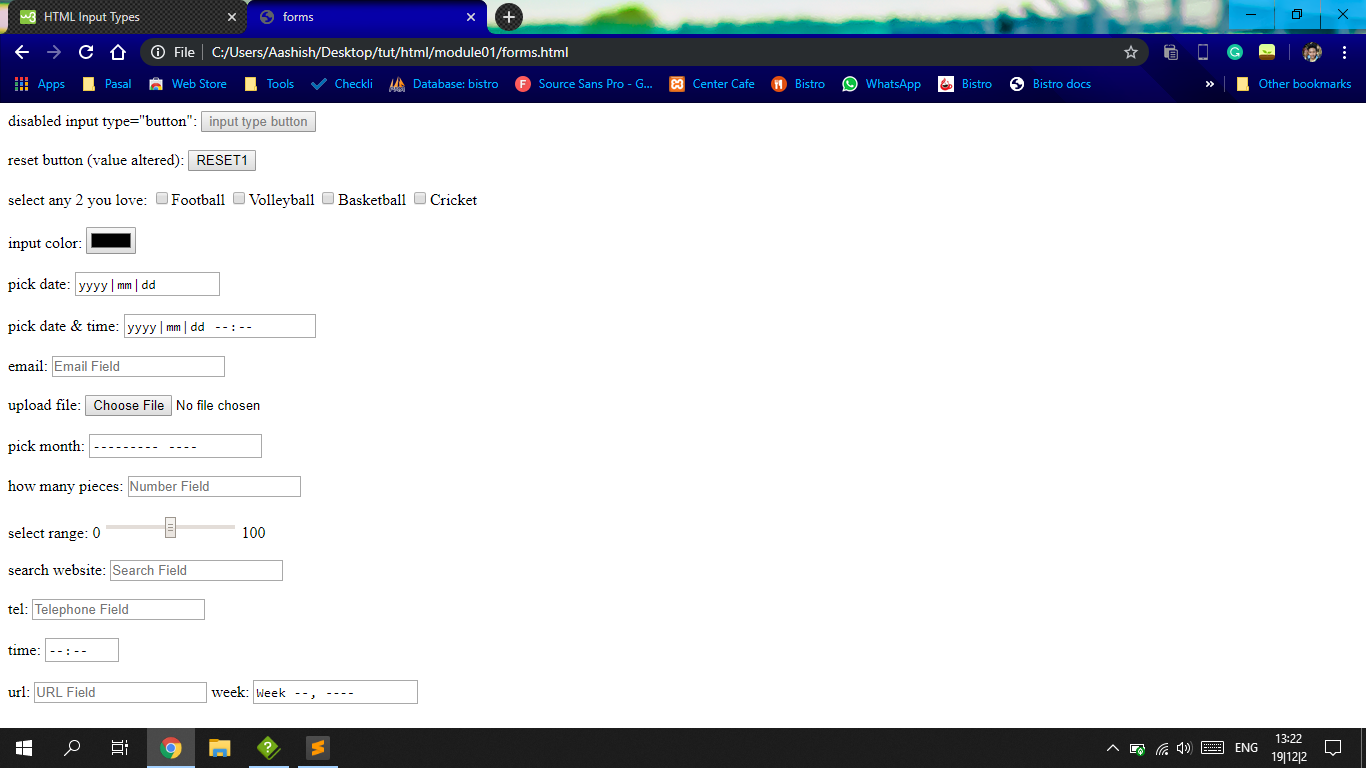 HTML Input Types
forms
File C:/Users/Aashish/Desktop/tut/html/module01/forms.html
Apps Pasal Web Store Tools Checkli Database: bistro Source Sans Pro - G... Center Cafe Bistro WhatsApp Bistro Bistro docs » Other bookmarks
disabled input type="button": input type button
reset button (value altered): RESET1
select any 2 you love: Football Volleyball Basketball Cricket
input color:
pick date: yyyy|mm|dd
pick date & time: yyyy|mm|dd --:--
email: Email Field
upload file: Choose File No file chosen
pick month: --------- ----
how many pieces: Number Field
select range: 0 100
search website: Search Field
tel: Telephone Field
time: --:--
url: URL Field week: Week --, ----
ENG 13:22
19|12|2